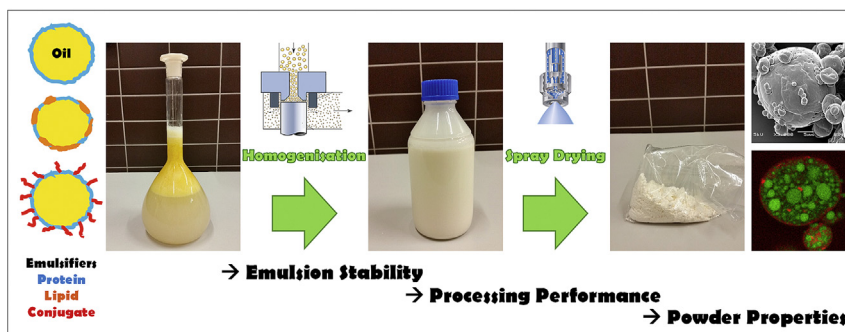 Oil
Homogenisation
Spray Drying
Emulsifiers
Protein
Lipid
Conjugate
→ Emulsion Stability
→ Processing Performance
→ Powder Properties